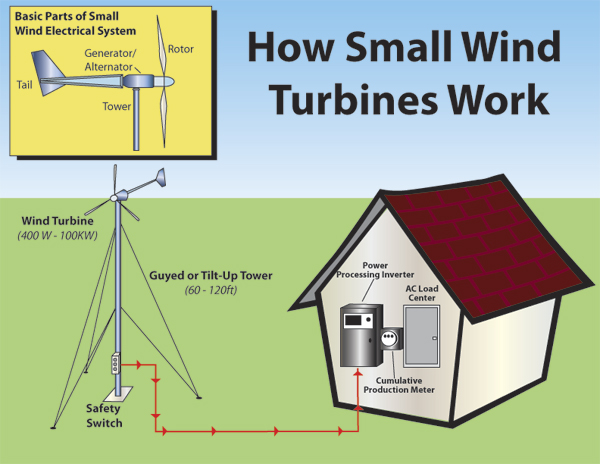 Basic Parts of Small
Wind Electrical System
Rotor
Generator/
Alternator
Tail
Tower
How Small Wind
Turbines Work
Wind Turbine
(400 W - 100KW)
Guyed or Tilt-Up Tower
(60 - 120ft)
Power
Processing Inverter
AC Load
Center
Cumulative
Production Meter
Safety
Switch